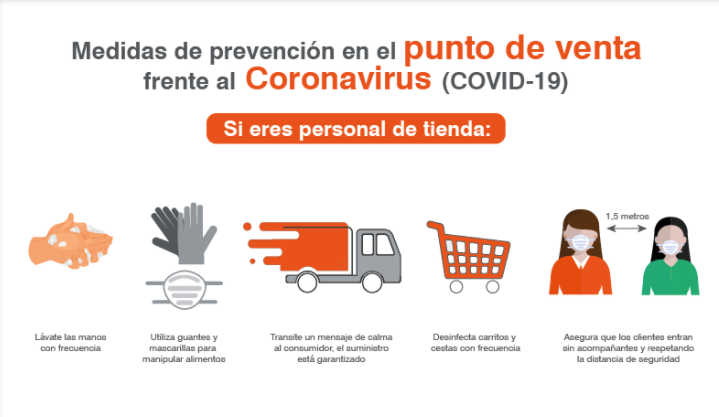 Medidas de prevención en el punto de venta
frente al Coronavirus (COVID-19)
Si eres personal de tienda:
1,5 metros
Lávate las manos
con frecuencia
Utiliza guantes y
mascarillas para
manipular alimentos
Transite un mensaje de calma
al consumidor, el suministro
está garantizado
Desinfecta carritos y
cestas con frecuencia
Asegura que los clientes entran
sin acompañantes y respetando
la distancia de seguridad